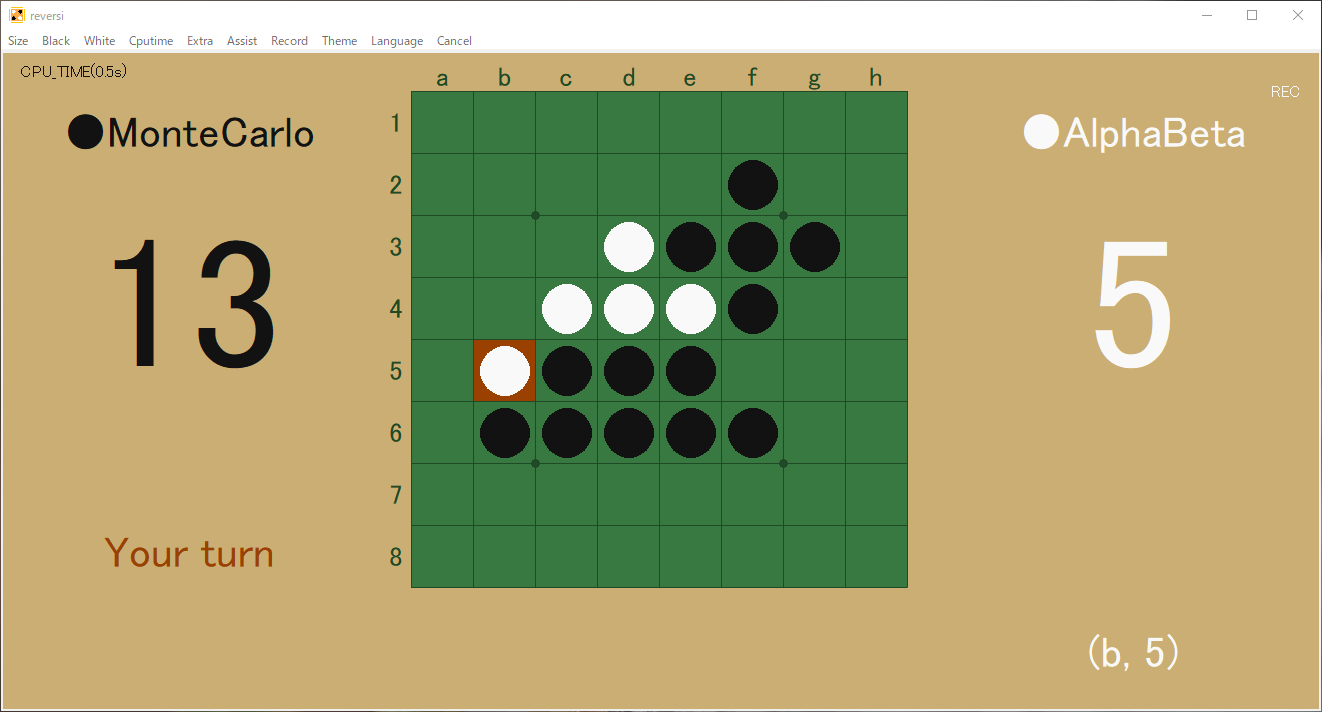 reversi
Size Black White Cputime Extra Assist Record Theme Language Cancel
CPU_TIME(0.5s)
REC
a b c d e f g h
MonteCarlo
AlphaBeta
13
5
1
2
3
4
5
6
7
8
Your turn
(b, 5)